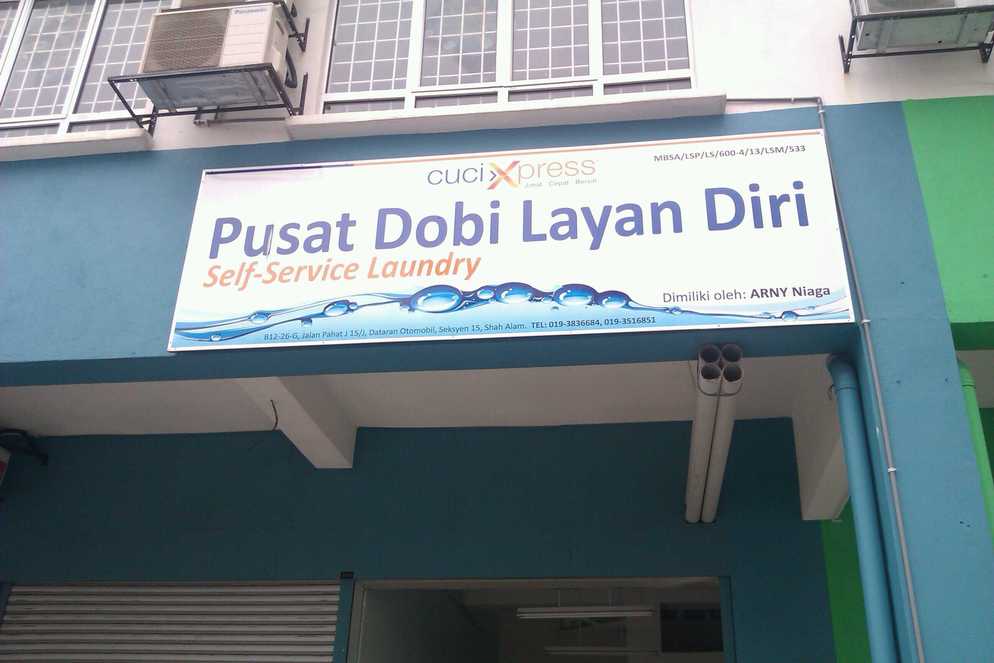 MBSA/LSP/LS/600-4/13/LSM/533
cuciXpress
Jimat Cepat Bersih
Pusat Dobi Layan Diri
Self-Service Laundry
Dimiliki oleh: ARNY Niaga
B12-26-G, Jalan Pahat J 15/J, Dataran Otomobil, Seksyen 15, Shah Alam. TEL: 019-3836684, 019-3516851
Panasonic